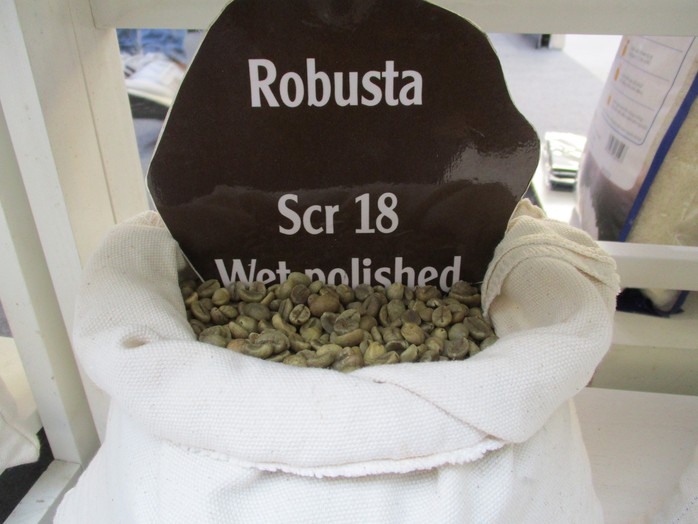 Robusta
Scr 18
Wet polished